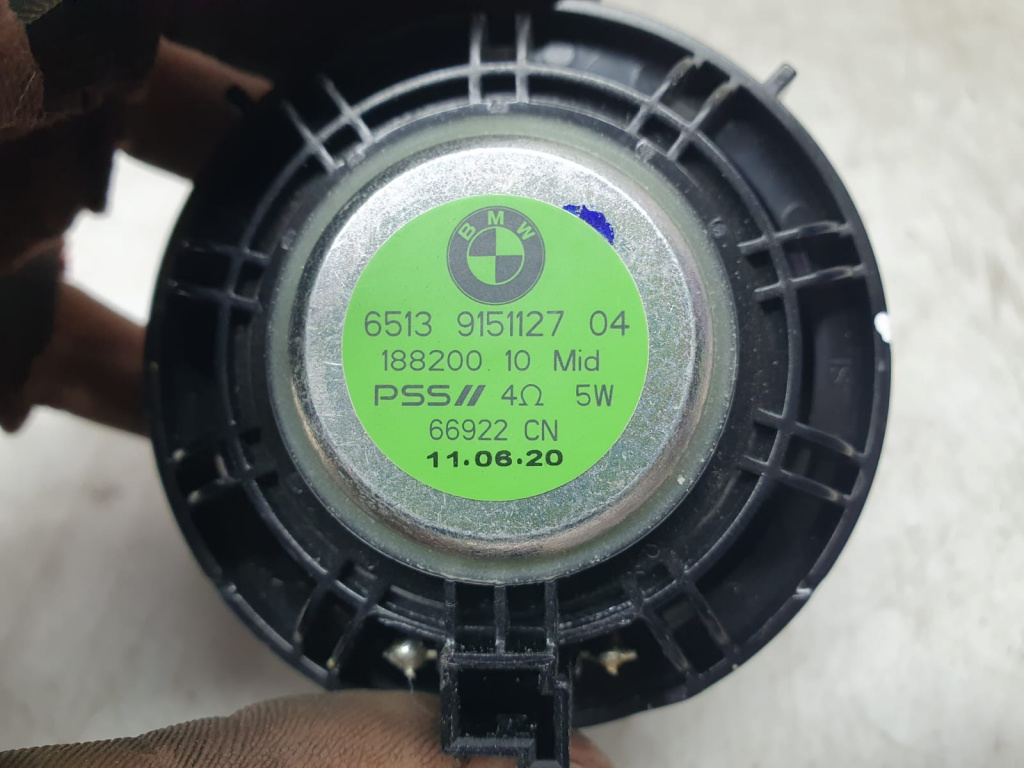 BMW
6513 9151127 04
188200 10 Mid
PSS// 4Ω 5W
66922 CN
11.06.20